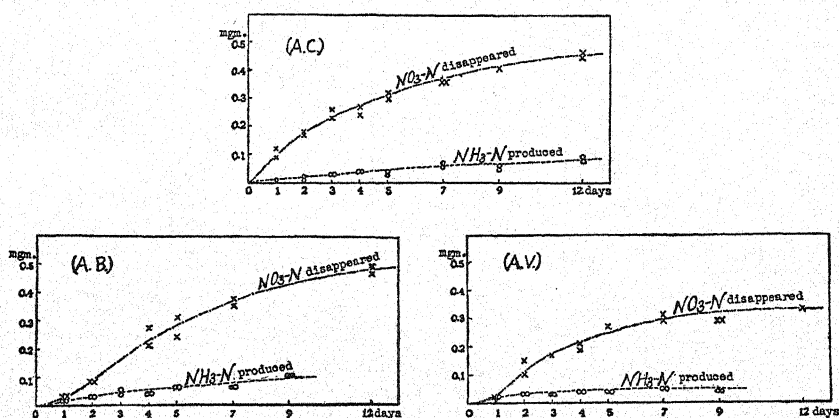 mgm.
(A.C.)
0.5
0.4
0.3
0.2
0.1
NO3-N disappeared
NH3-N produced
0 1 2 3 4 5 7 9 12 days
mgm.
(A.B.)
0.5
0.4
0.3
0.2
0.1
NO3-N disappeared
NH3-N produced
0 1 2 3 4 5 7 9 12 days
mgm.
(A.V.)
0.5
0.4
0.3
0.2
0.1
NO3-N disappeared
NH3-N produced
0 1 2 3 4 5 7 9 12 days